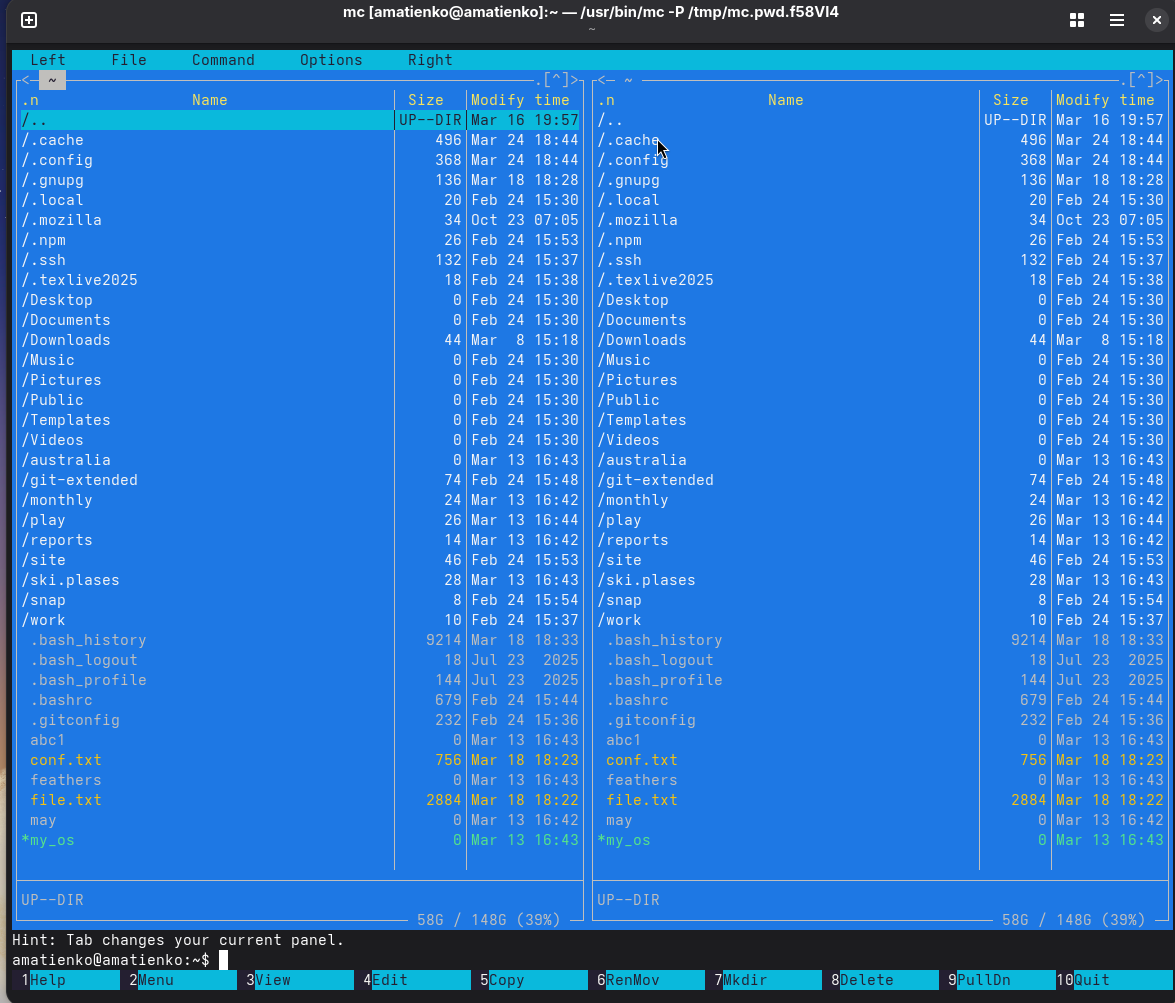 mc [amatienko@amatienko]:~ — /usr/bin/mc -P /tmp/mc.pwd.f58VI4
~
Left File Command Options Right
<─ ~ .[^]> <─ ~ .[^]>
.n Name Size Modify time .n Name Size Modify time
/.. UP--DIR Mar 16 19:57 /.. UP--DIR Mar 16 19:57
/.cache 496 Mar 24 18:44 /.cache 496 Mar 24 18:44
/.config 368 Mar 24 18:44 /.config 368 Mar 24 18:44
/.gnupg 136 Mar 18 18:28 /.gnupg 136 Mar 18 18:28
/.local 20 Feb 24 15:30 /.local 20 Feb 24 15:30
/.mozilla 34 Oct 23 07:05 /.mozilla 34 Oct 23 07:05
/.npm 26 Feb 24 15:53 /.npm 26 Feb 24 15:53
/.ssh 132 Feb 24 15:37 /.ssh 132 Feb 24 15:37
/.texlive2025 18 Feb 24 15:38 /.texlive2025 18 Feb 24 15:38
/Desktop 0 Feb 24 15:30 /Desktop 0 Feb 24 15:30
/Documents 0 Feb 24 15:30 /Documents 0 Feb 24 15:30
/Downloads 44 Mar 8 15:18 /Downloads 44 Mar 8 15:18
/Music 0 Feb 24 15:30 /Music 0 Feb 24 15:30
/Pictures 0 Feb 24 15:30 /Pictures 0 Feb 24 15:30
/Public 0 Feb 24 15:30 /Public 0 Feb 24 15:30
/Templates 0 Feb 24 15:30 /Templates 0 Feb 24 15:30
/Videos 0 Feb 24 15:30 /Videos 0 Feb 24 15:30
/australia 0 Mar 13 16:43 /australia 0 Mar 13 16:43
/git-extended 74 Feb 24 15:48 /git-extended 74 Feb 24 15:48
/monthly 24 Mar 13 16:42 /monthly 24 Mar 13 16:42
/play 26 Mar 13 16:44 /play 26 Mar 13 16:44
/reports 14 Mar 13 16:42 /reports 14 Mar 13 16:42
/site 46 Feb 24 15:53 /site 46 Feb 24 15:53
/ski.plases 28 Mar 13 16:43 /ski.plases 28 Mar 13 16:43
/snap 8 Feb 24 15:54 /snap 8 Feb 24 15:54
/work 10 Feb 24 15:37 /work 10 Feb 24 15:37
.bash_history 9214 Mar 18 18:33 .bash_history 9214 Mar 18 18:33
.bash_logout 18 Jul 23 2025 .bash_logout 18 Jul 23 2025
.bash_profile 144 Jul 23 2025 .bash_profile 144 Jul 23 2025
.bashrc 679 Feb 24 15:44 .bashrc 679 Feb 24 15:44
.gitconfig 232 Feb 24 15:36 .gitconfig 232 Feb 24 15:36
abc1 0 Mar 13 16:43 abc1 0 Mar 13 16:43
conf.txt 756 Mar 18 18:23 conf.txt 756 Mar 18 18:23
feathers 0 Mar 13 16:43 feathers 0 Mar 13 16:43
file.txt 2884 Mar 18 18:22 file.txt 2884 Mar 18 18:22
may 0 Mar 13 16:42 may 0 Mar 13 16:42
*my_os 0 Mar 13 16:43 *my_os 0 Mar 13 16:43
UP--DIR UP--DIR
58G / 148G (39%) 58G / 148G (39%)
Hint: Tab changes your current panel.
amatienko@amatienko:~$
1Help 2Menu 3View 4Edit 5Copy 6RenMov 7Mkdir 8Delete 9PullDn 10Quit